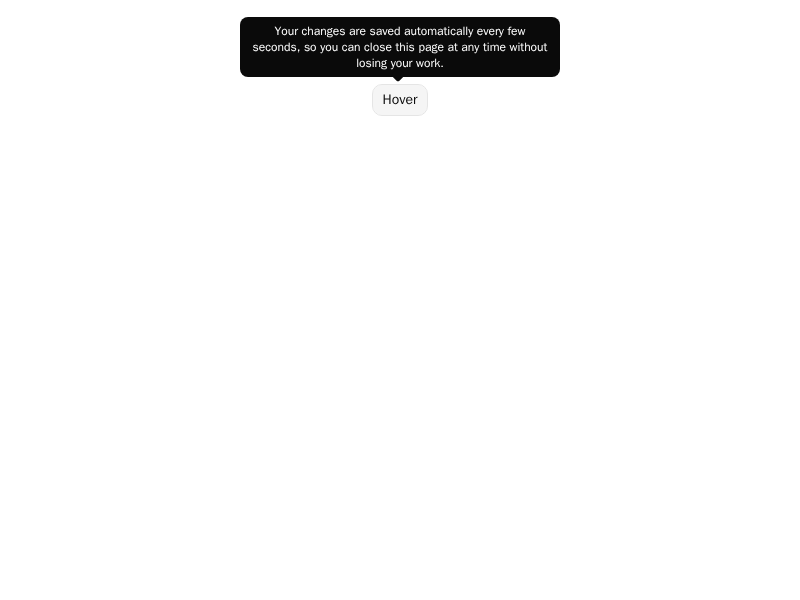 Your changes are saved automatically every few
seconds, so you can close this page at any time without
losing your work.
Hover